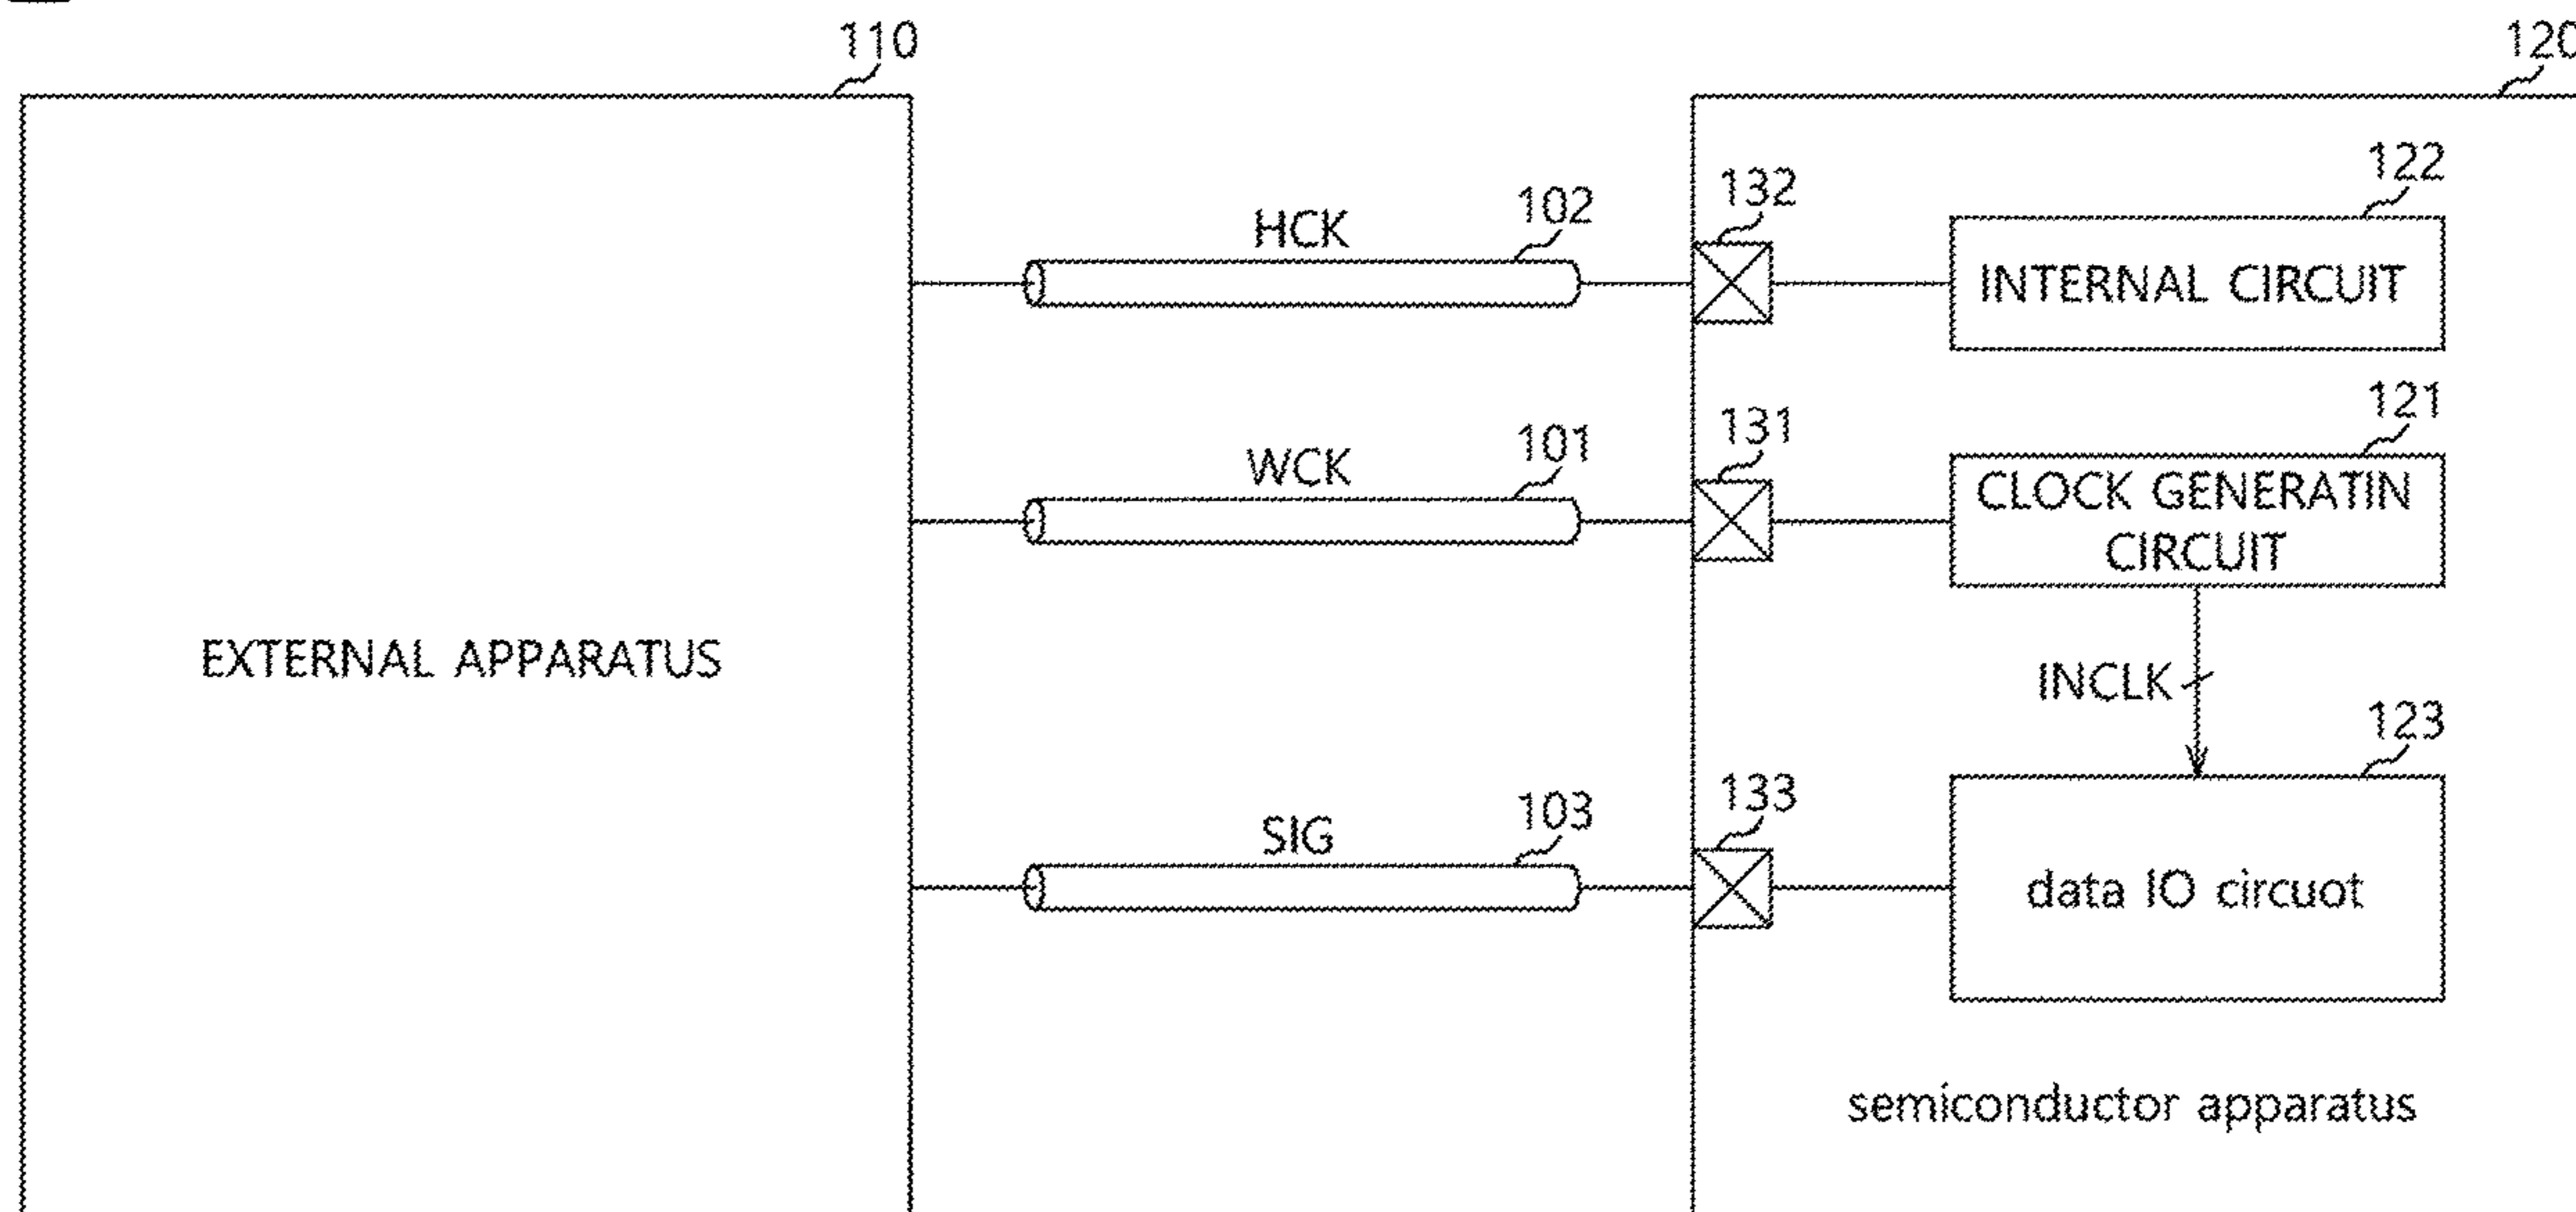 110
120
122
132
102
HCK
INTERNAL CIRCUIT
121
131
101
WCK
CLOCK GENERATIN
CIRCUIT
EXTERNAL APPARATUS
INCLK
123
133
103
SIG
data IO circuot
semiconductor apparatus